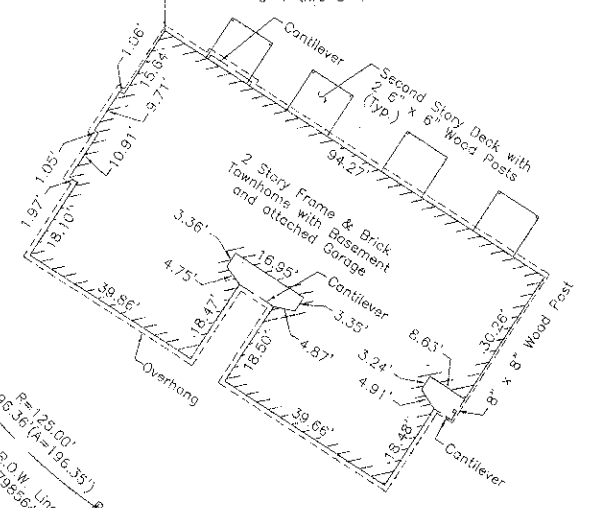 Cantilever
Second Story Deck with
2 6" x 6" Wood Posts
(Typ.)
1.06'
15.64'
9.71'
94.27'
10.91'
1.05'
1.97'
18.10'
2 Story Frame & Brick
Townhome with Basement
and attached Garage
3.36'
16.95'
4.75'
Cantilever
3.35'
39.86'
18.47'
18.50'
4.87'
Overhang
30.26'
8.63'
3.24'
4.91'
8" x 8" Wood Post
39.66'
18.48'
Cantilever
R=125.00'
96.36'(A=196.35')
R.O.W. Line